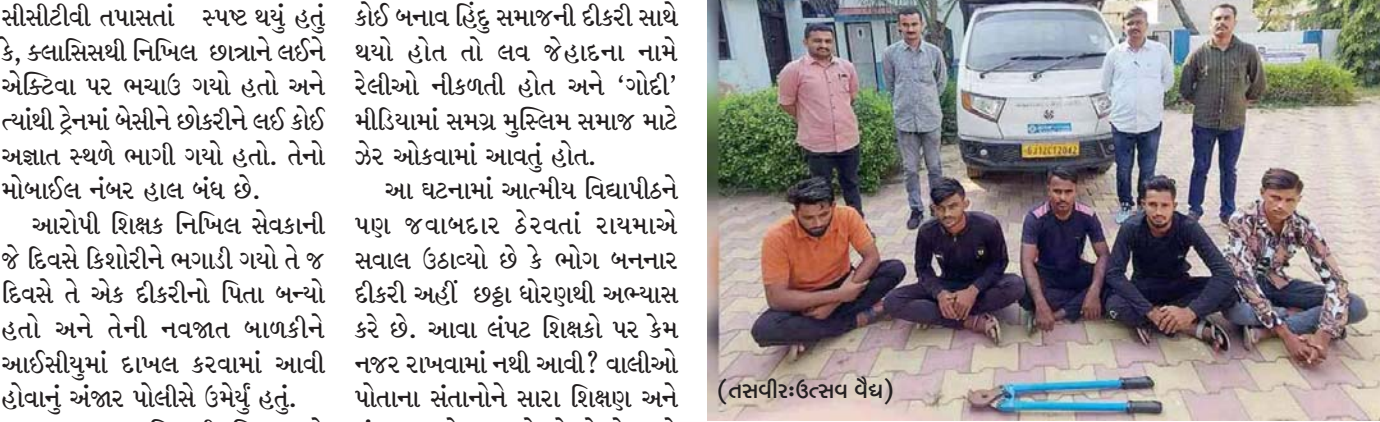 સીસીટીવી તપાસતાં સ્પષ્ટ થયું હતું
કે, ક્લાસિસથી નિખિલ છાત્રાને લઈને
એક્ટિવા પર ભચાઉ ગયો હતો અને
ત્યાંથી ટ્રેનમાં બેસીને છોકરીને લઈ કોઈ
અજ્ઞાત સ્થળે ભાગી ગયો હતો. તેનો
મોબાઈલ નંબર હાલ બંધ છે.
આરોપી શિક્ષક નિખિલ સેવકાની
જે દિવસે કિશોરીને ભગાડી ગયો તે જ
દિવસે તે એક દીકરીનો પિતા બન્યો
હતો અને તેની નવજાત બાળકીને
આઈસીયુમાં દાખલ કરવામાં આવી
હોવાનું અંજાર પોલીસે ઉમેર્યું હતું.
કોઈ બનાવ હિંદુ સમાજની દીકરી સાથે
થયો હોત તો લવ જેહાદના નામે
રેલીઓ નીકળતી હોત અને ‘ગોદી’
મીડિયામાં સમગ્ર મુસ્લિમ સમાજ માટે
ઝેર ઓકવામાં આવતું હોત.
આ ઘટનામાં આત્મીય વિદ્યાપીઠને
પણ જવાબદાર ઠેરવતાં રાયમાએ
સવાલ ઉઠાવ્યો છે કે ભોગ બનનાર
દીકરી અહીં છઠ્ઠા ધોરણથી અભ્યાસ
કરે છે. આવા લંપટ શિક્ષકો પર કેમ
નજર રાખવામાં નથી આવી? વાલીઓ
પોતાના સંતાનોને સારા શિક્ષણ અને
GJ12CT2042
(તસવીરઃઉત્સવ વૈદ્ય)